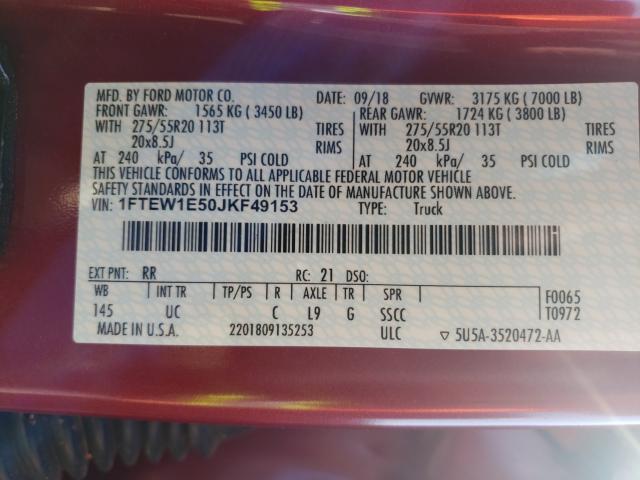 MFD. BY FORD MOTOR CO. DATE: 09/18 GVWR: 3175 KG ( 7000 LB)
FRONT GAWR: 1565 KG ( 3450 LB) REAR GAWR: 1724 KG ( 3800 LB)
WITH 275/55R20 113T TIRES WITH 275/55R20 113T TIRES
20x8.5J RIMS 20x8.5J RIMS
AT 240 kPa/ 35 PSI COLD AT 240 kPa/ 35 PSI COLD
THIS VEHICLE CONFORMS TO ALL APPLICABLE FEDERAL MOTOR VEHICLE
SAFETY STANDARDS IN EFFECT ON THE DATE OF MANUFACTURE SHOWN ABOVE.
VIN: 1FTEW1E50JKF49153 TYPE: Truck
EXT PNT: RR RC: 21 DSO:
WB INT TR TP/PS R AXLE TR SPR F0065
145 UC C L9 G SSCC T0972
MADE IN U.S.A. 2201809135253 ULC ▽ 5U5A-3520472-AA